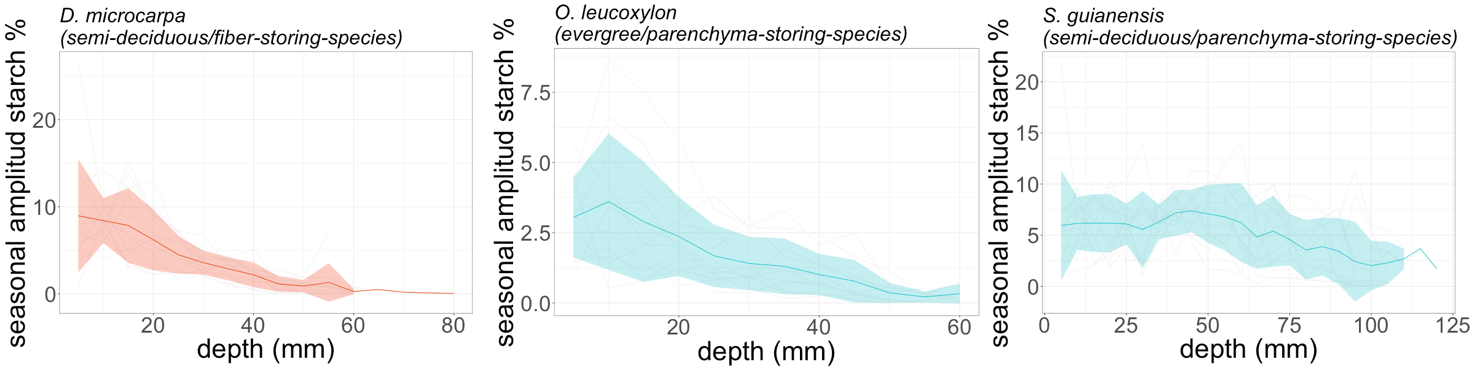 D. microcarpa
(semi-deciduous/fiber-storing-species)
seasonal amplitud starch %
20
10
0
20
40
60
80
depth (mm)
O. leucoxylon
(evergree/parenchyma-storing-species)
seasonal amplitud starch %
7.5
5.0
2.5
0.0
20
40
60
depth (mm)
S. guianensis
(semi-deciduous/parenchyma-storing-species)
seasonal amplitud starch %
20
15
10
5
0
0
25
50
75
100
125
depth (mm)